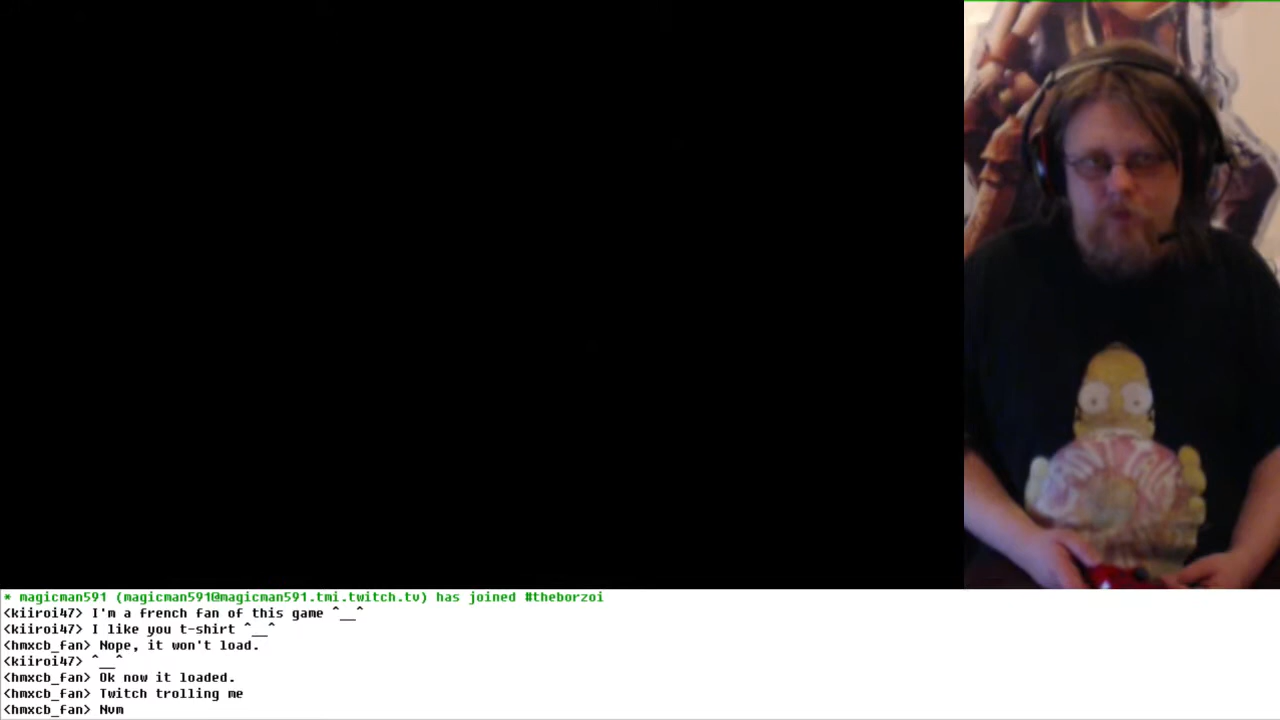 * magicman591 (magicman591@magicman591.tmi.twitch.tv) has joined #theborzoi
<kiiroi47> I'm a french fan of this game ^__^
<kiiroi47> I like you t-shirt ^__^
<hmxcb_fan> Nope, it won't load.
<kiiroi47> ^__^
<hmxcb_fan> Ok now it loaded.
<hmxcb_fan> Twitch trolling me
<hmxcb_fan> Nvm